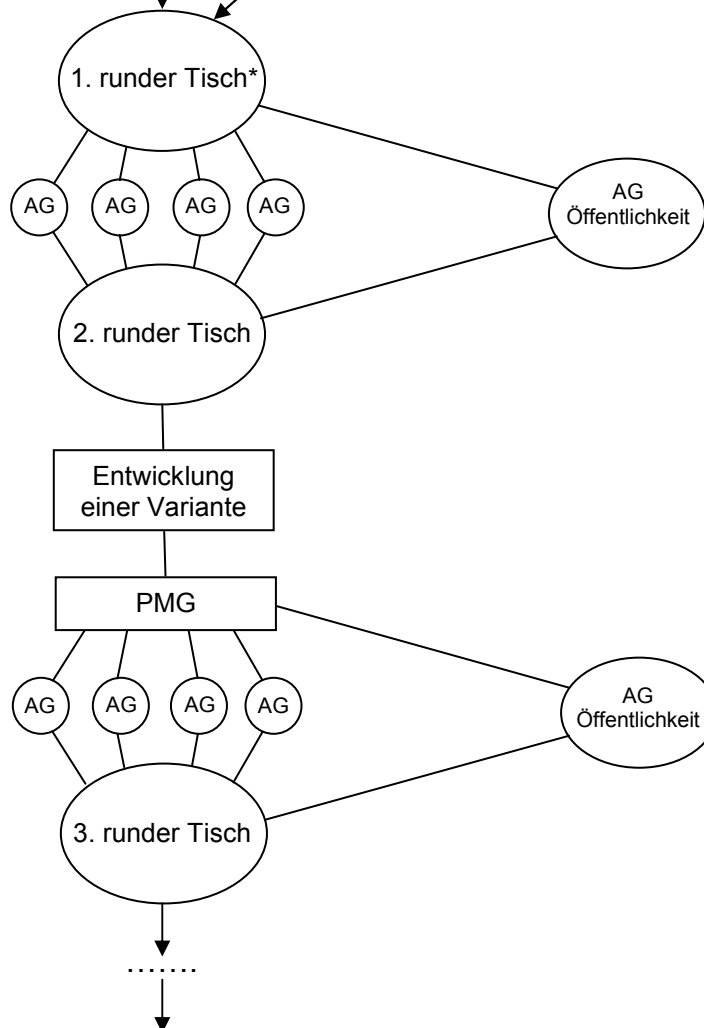 1. runder Tisch*
AG
AG
AG
AG
AG
Öffentlichkeit
2. runder Tisch
Entwicklung
einer Variante
PMG
AG
AG
AG
AG
AG
Öffentlichkeit
3. runder Tisch
.......